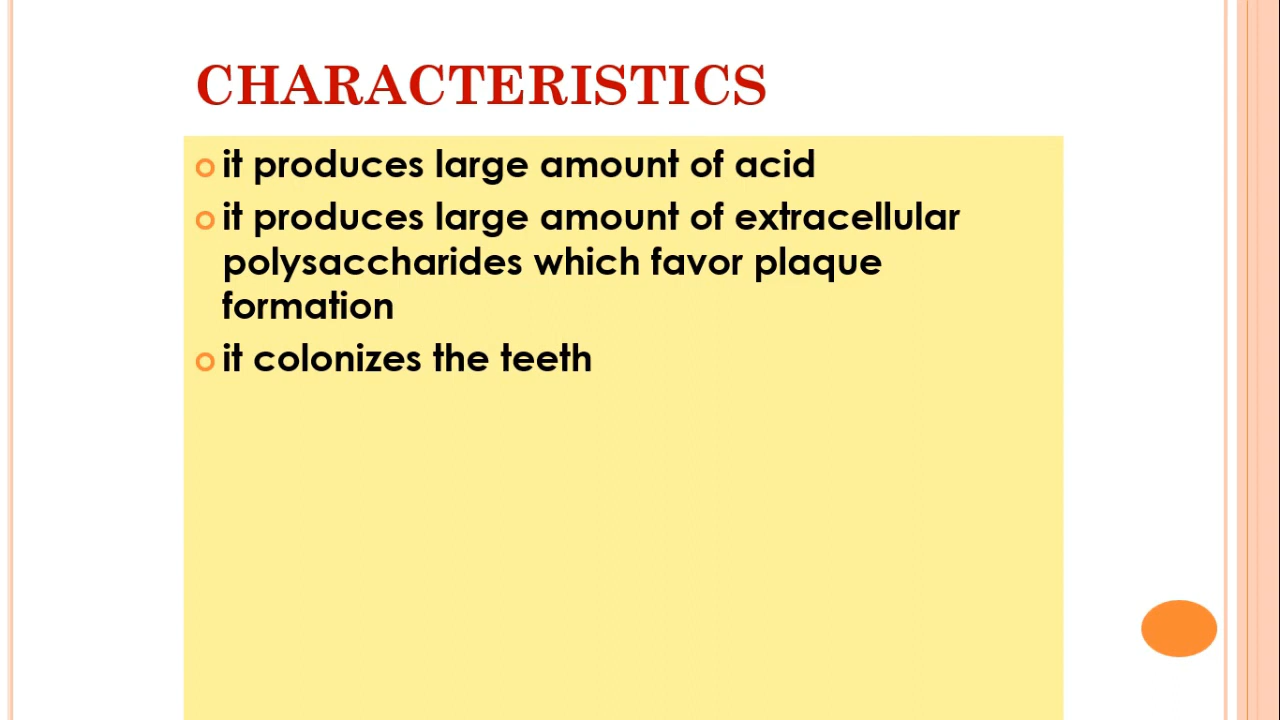 CHARACTERISTICS
it produces large amount of acid
it produces large amount of extracellular
polysaccharides which favor plaque
formation
it colonizes the teeth